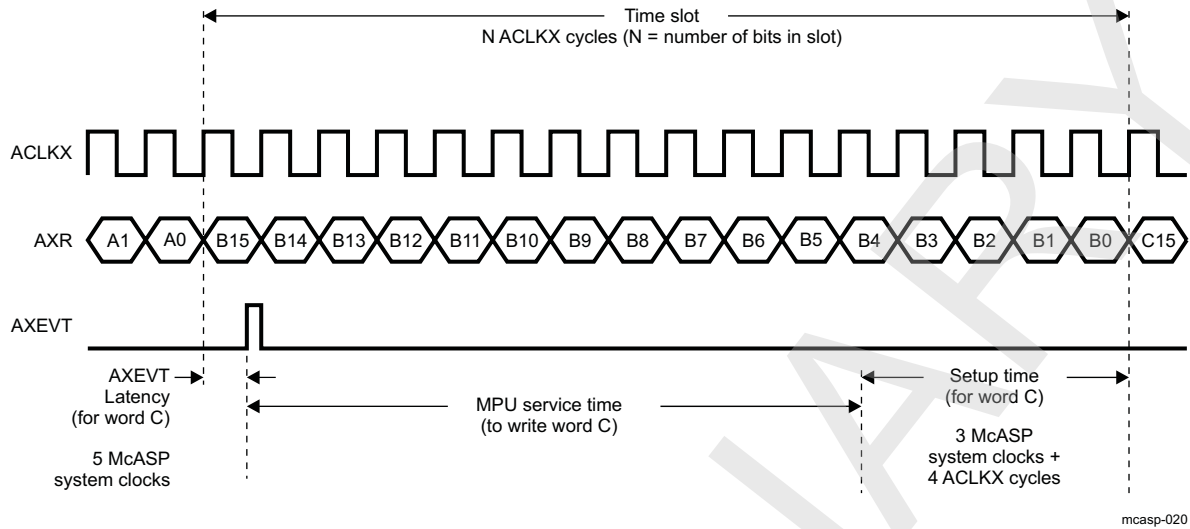 Time slot
N ACLKX cycles (N = number of bits in slot)
ACLKX
AXR
A1 A0 B15 B14 B13 B12 B11 B10 B9 B8 B7 B6 B5 B4 B3 B2 B1 B0 C15
AXEVT
AXEVT
Latency
(for word C)
5 McASP
system clocks
MPU service time
(to write word C)
Setup time
(for word C)
3 McASP
system clocks +
4 ACLKX cycles
mcasp-020